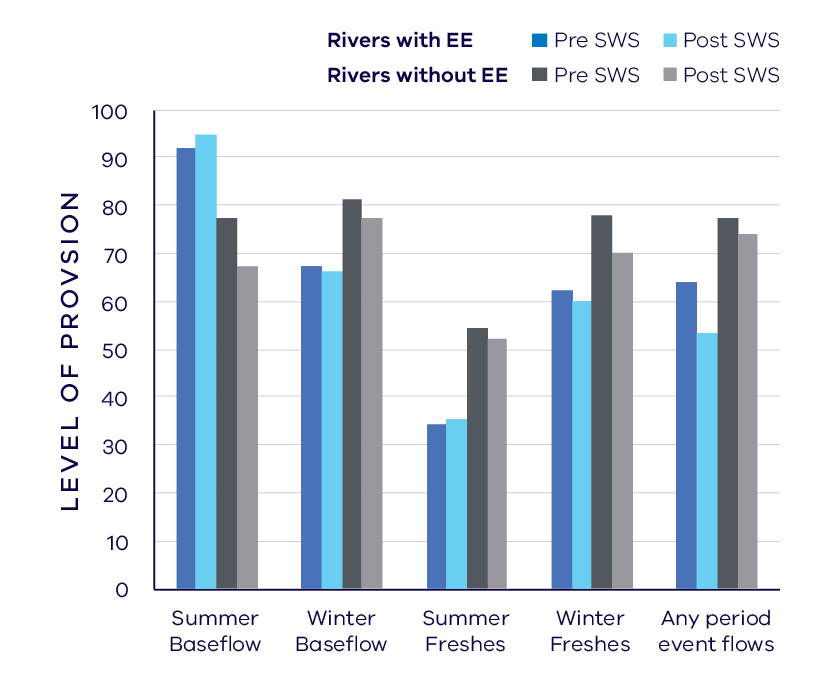 Rivers with EE Pre SWS Post SWS
Rivers without EE Pre SWS Post SWS
LEVEL OF PROVSION
100
90
80
70
60
50
40
30
20
10
0
Summer Baseflow
Winter Baseflow
Summer Freshes
Winter Freshes
Any period event flows